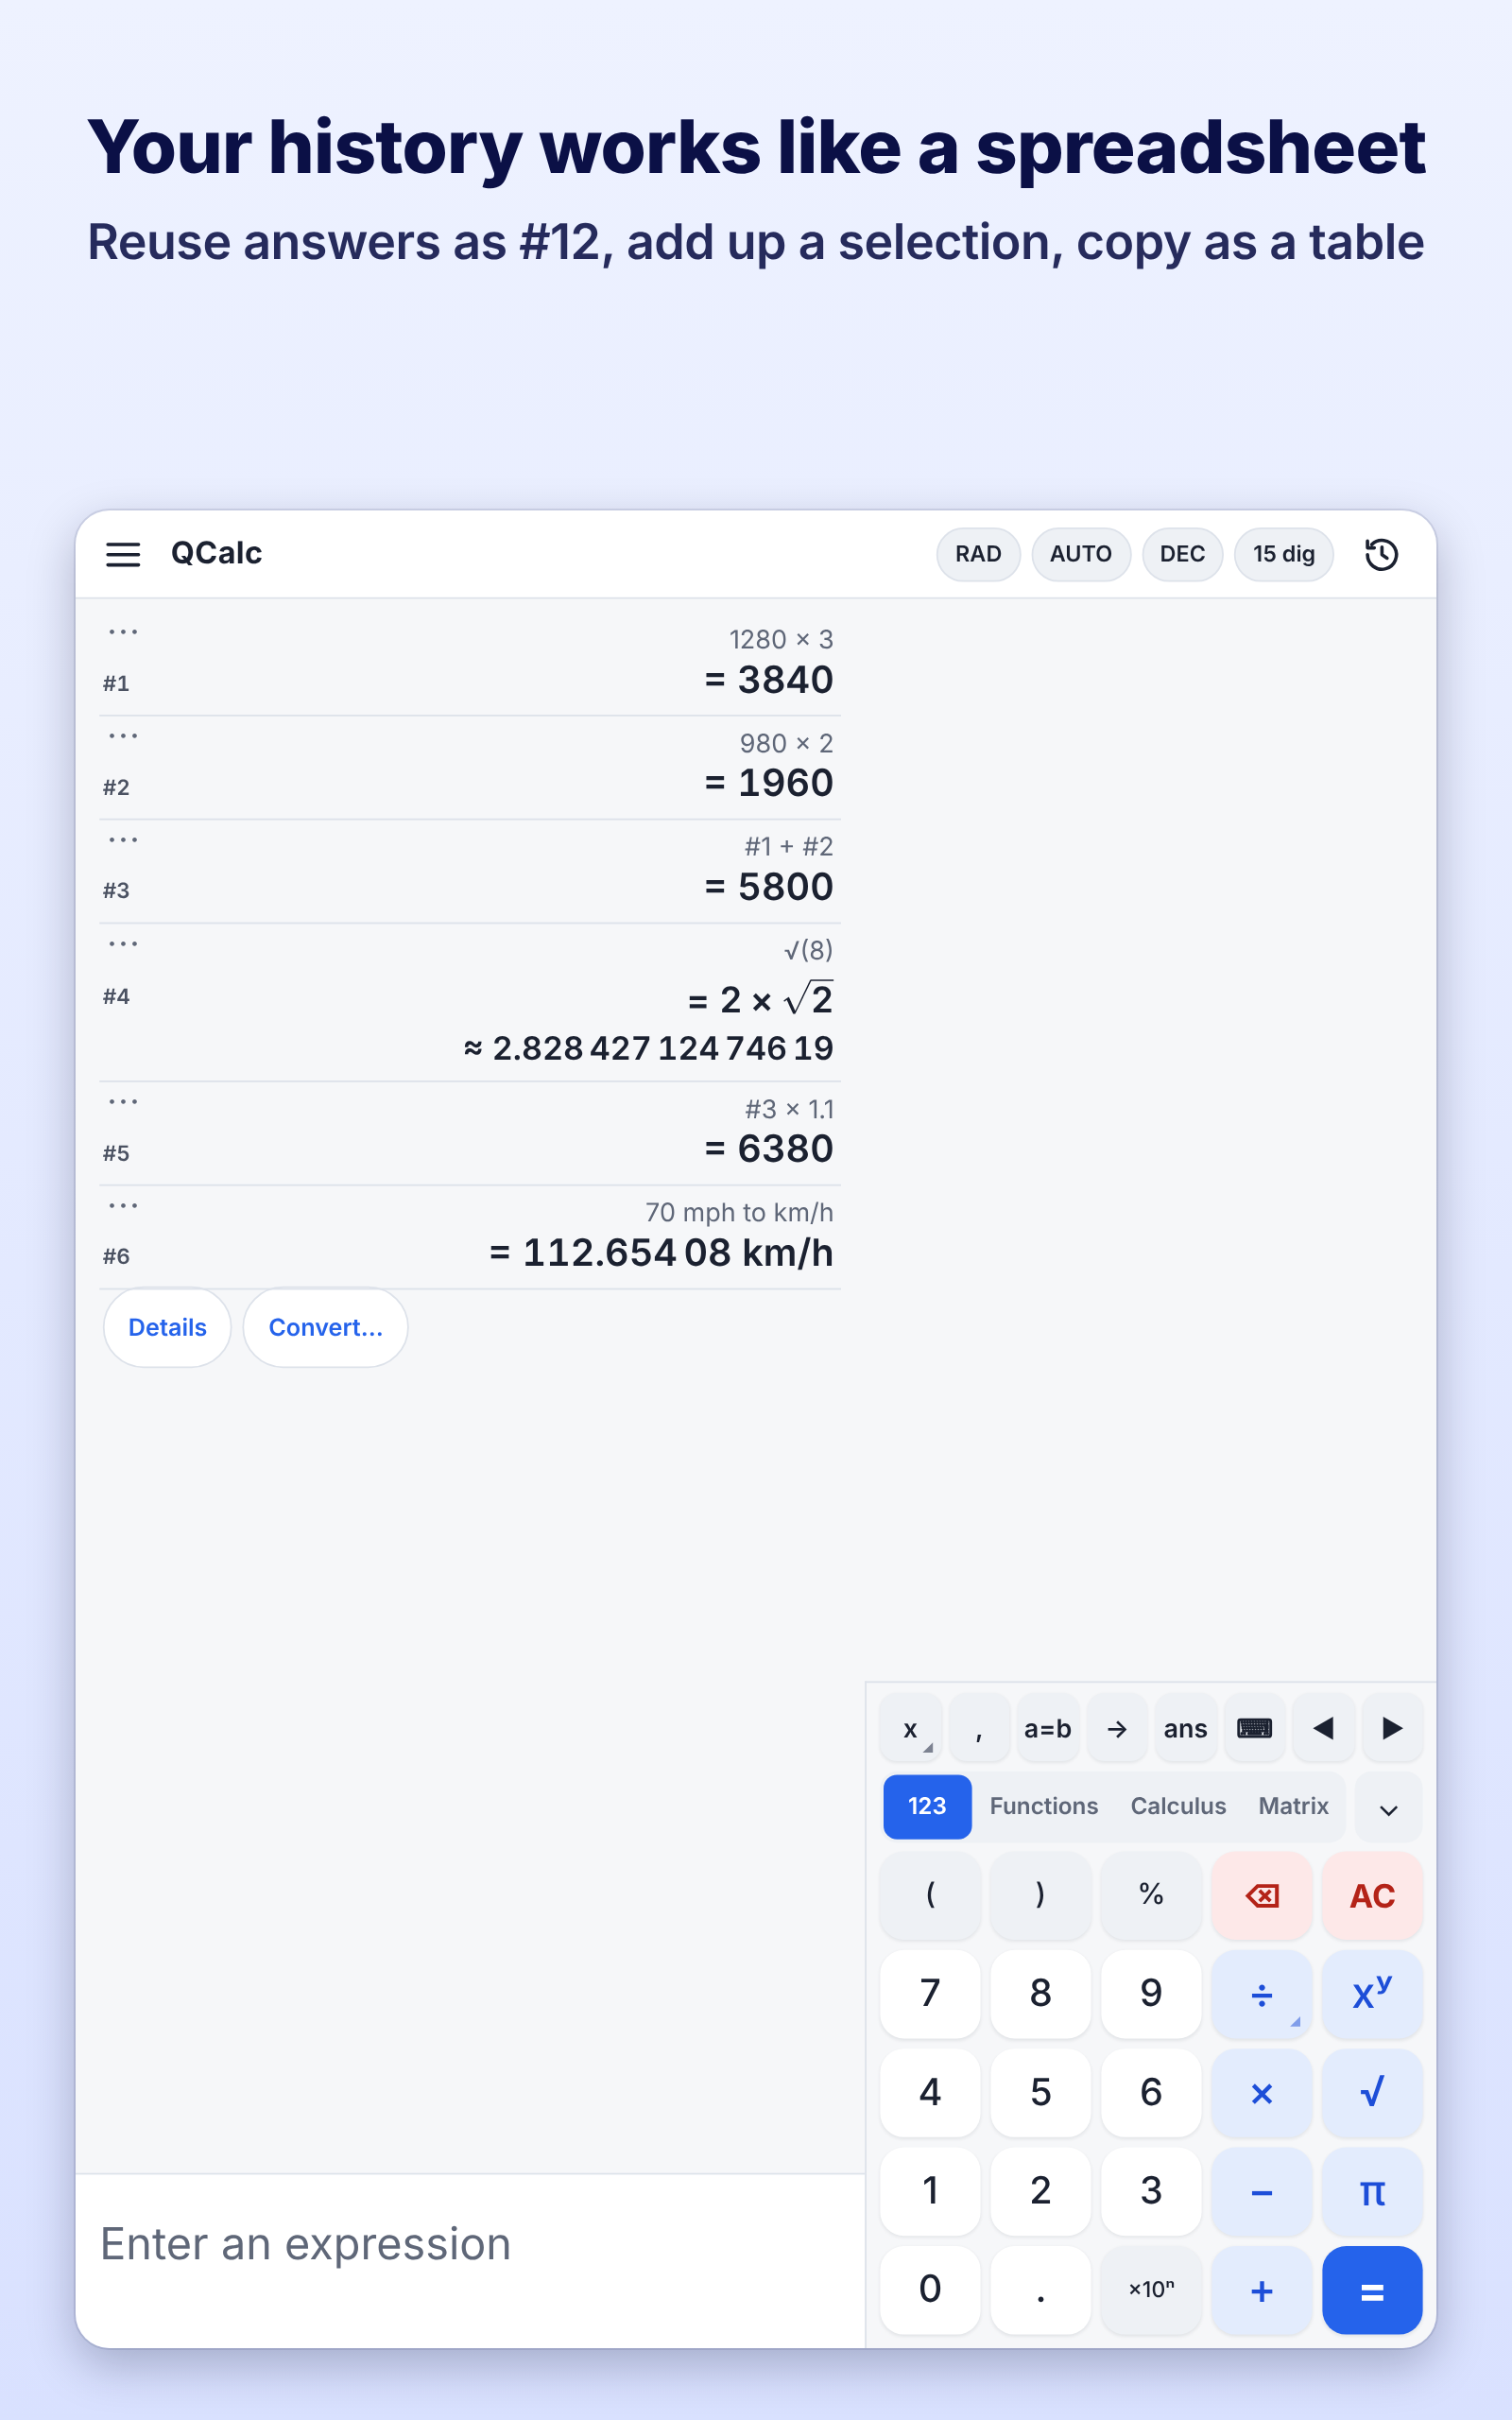 Your history works like a spreadsheet
Reuse answers as #12, add up a selection, copy as a table
QCalc
RAD
AUTO
DEC
15 dig
...
1280 × 3
#1
= 3840
...
980 × 2
#2
= 1960
...
#1 + #2
#3
= 5800
...
√(8)
#4
= 2 × √2
≈ 2.828 427 124 746 19
...
#3 × 1.1
#5
= 6380
...
70 mph to km/h
#6
= 112.654 08 km/h
Details
Convert...
x
,
a=b
→
ans
⌨
◀
▶
123
Functions
Calculus
Matrix
(
)
%
⌫
AC
7
8
9
÷
xʸ
4
5
6
×
√
1
2
3
−
π
Enter an expression
0
.
×10ⁿ
+
=